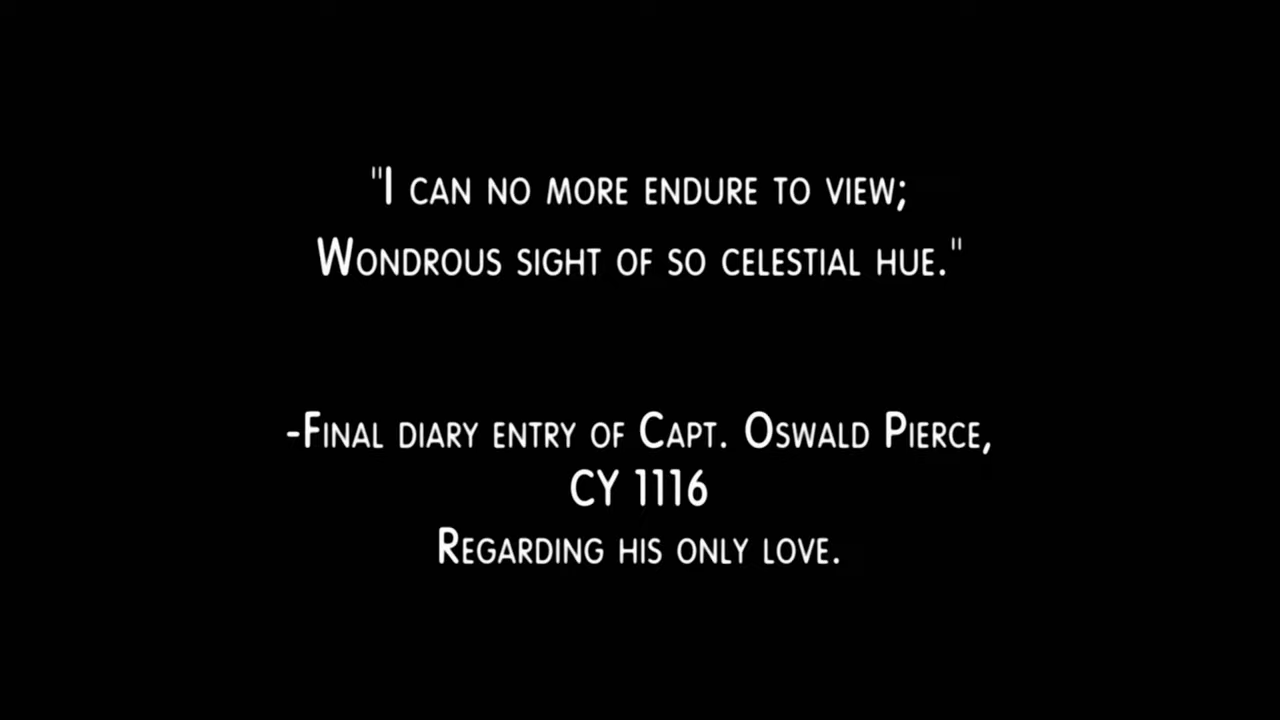 "I can no more endure to view;
Wondrous sight of so celestial hue."
-Final diary entry of Capt. Oswald Pierce,
CY 1116
Regarding his only love.